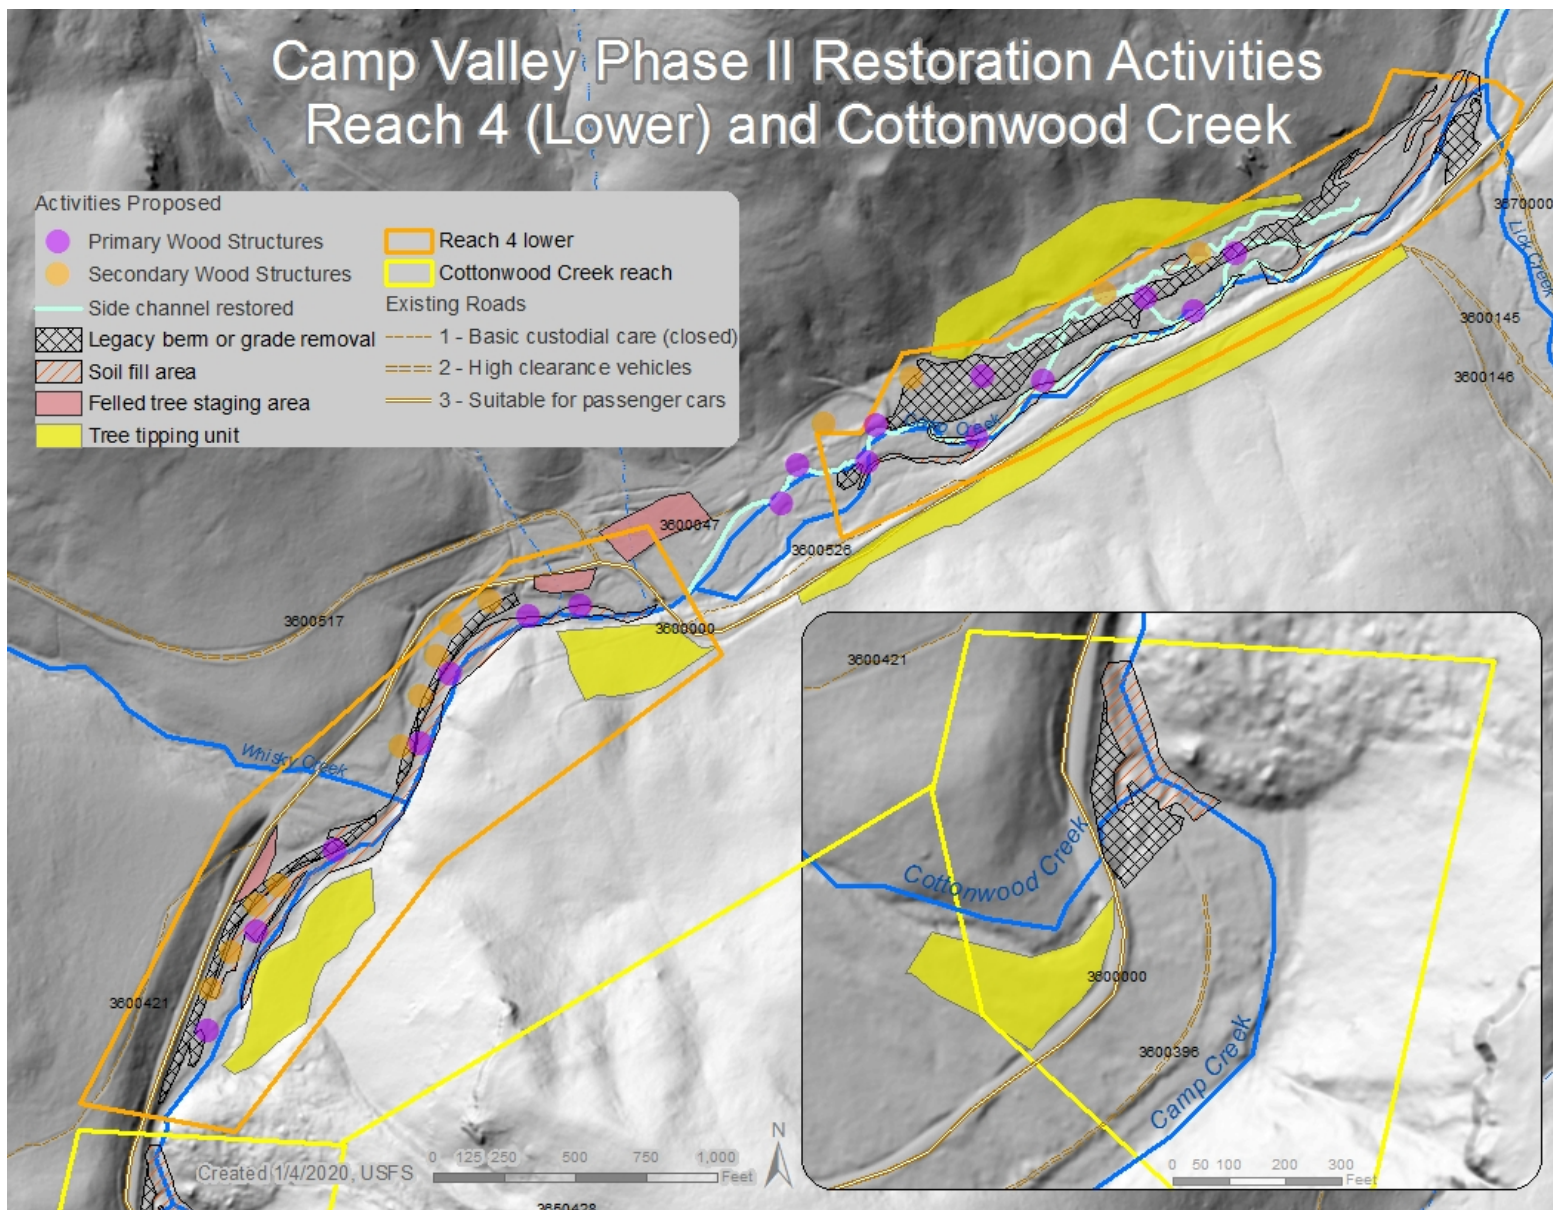 Camp Valley Phase II Restoration Activities
Reach 4 (Lower) and Cottonwood Creek
Activities Proposed
Primary Wood Structures
Secondary Wood Structures
Side channel restored
Legacy berm or grade removal
Soil fill area
Felled tree staging area
Tree tipping unit
Reach 4 lower
Cottonwood Creek reach
Existing Roads
1 - Basic custodial care (closed)
2 - High clearance vehicles
3 - Suitable for passenger cars
3670000
Lick Creek
3600145
3600146
Camp Creek
3600047
3600526
3600517
3600000
Whisky Creek
3600421
3600421
Cottonwood Creek
3600000
3600396
Camp Creek
0 50 100 200 300
Feet
N
0 125 250 500 750 1,000
Feet
Created 1/4/2020, USFS
3650428